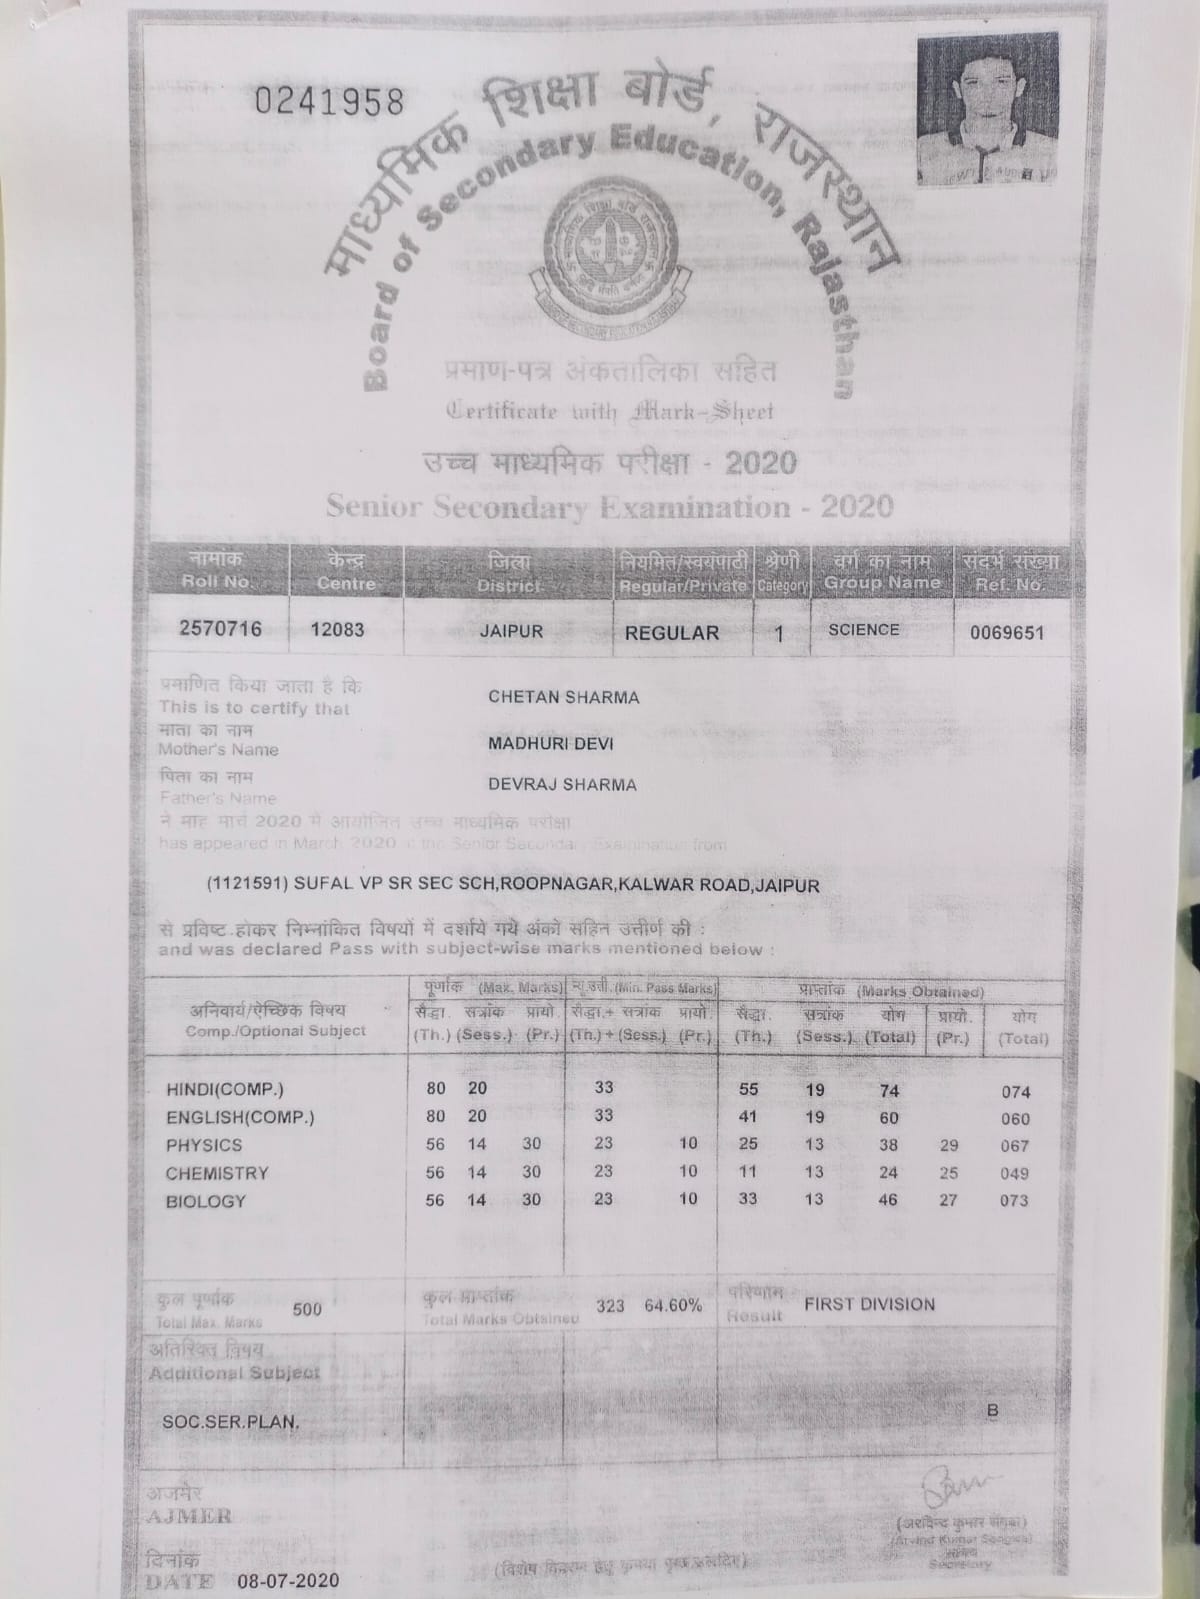 0241958
माध्यमिक शिक्षा बोर्ड, राजस्थान
Board of Secondary Education, Rajasthan
प्रमाण-पत्र अंकतालिका सहित
Certificate with Mark-Sheet
उच्च माध्यमिक परीक्षा - 2020
Senior Secondary Examination - 2020
नामांक केन्द्र जिला नियमित/स्वयंपाठी श्रेणी वर्ग का नाम संदर्भ संख्या
Roll No. Centre District Regular/Private Category Group Name Ref. No.
2570716 12083 JAIPUR REGULAR 1 SCIENCE 0069651
प्रमाणित किया जाता है कि
This is to certify that CHETAN SHARMA
माता का नाम
Mother's Name MADHURI DEVI
पिता का नाम
Father's Name DEVRAJ SHARMA
ने माह मार्च 2020 में आयोजित उच्च माध्यमिक परीक्षा
has appeared in March 2020 in the Senior Secondary Examination from
(1121591) SUFAL VP SR SEC SCH,ROOPNAGAR,KALWAR ROAD,JAIPUR
से प्रविष्ट होकर निम्नांकित विषयों में दर्शाये गये अंकों सहित उत्तीर्ण की :
and was declared Pass with subject-wise marks mentioned below :
पूर्णांक (Max. Marks) न्यू.उत्ती. (Min. Pass Marks) प्राप्तांक (Marks Obtained)
अनिवार्य/ऐच्छिक विषय सैद्धा. सत्रांक प्रायो. सैद्धा.+ सत्रांक प्रायो. सैद्धा. सत्रांक योग प्रायो. योग
Comp./Optional Subject (Th.) (Sess.) (Pr.) (Th.)+(Sess.) (Pr.) (Th.) (Sess.) (Total) (Pr.) (Total)
HINDI(COMP.) 80 20 33 55 19 74 074
ENGLISH(COMP.) 80 20 33 41 19 60 060
PHYSICS 56 14 30 23 10 25 13 38 29 067
CHEMISTRY 56 14 30 23 10 11 13 24 25 049
BIOLOGY 56 14 30 23 10 33 13 46 27 073
कुल पूर्णांक 500 कुल प्राप्तांक 323 64.60% परिणाम FIRST DIVISION
Total Max. Marks Total Marks Obtained Result
अतिरिक्त विषय
Additional Subject
SOC.SER.PLAN. B
अजमेर
AJMER
(अरविन्द कुमार
(Arvind Kumar
सचिव
Secretary
दिनांक
DATE 08-07-2020